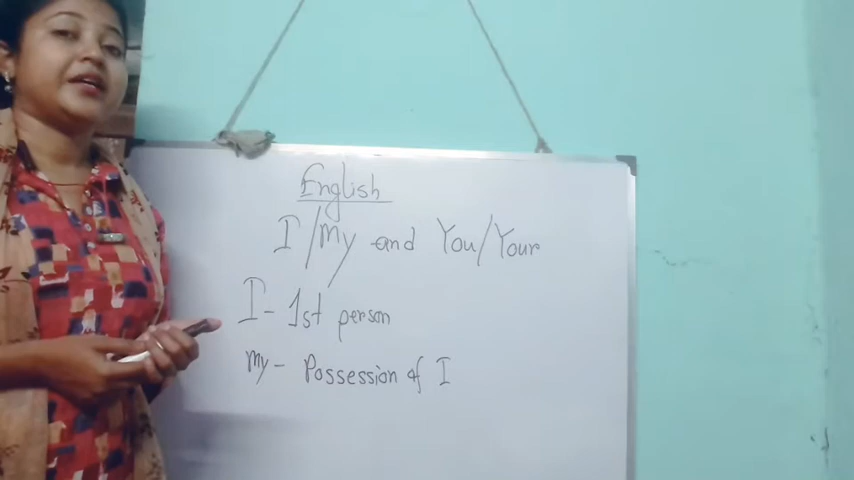 English
I/My and You/Your
I - 1st person
My - Possession of I